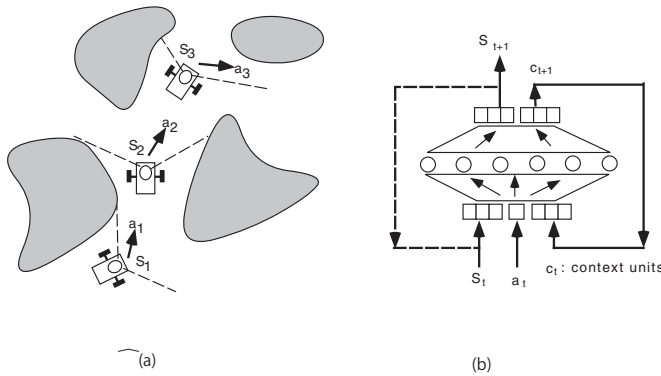 S3
a3
a2
S2
a1
S1
(a)
S t+1
c t+1
S t
a t
c t : context units
(b)